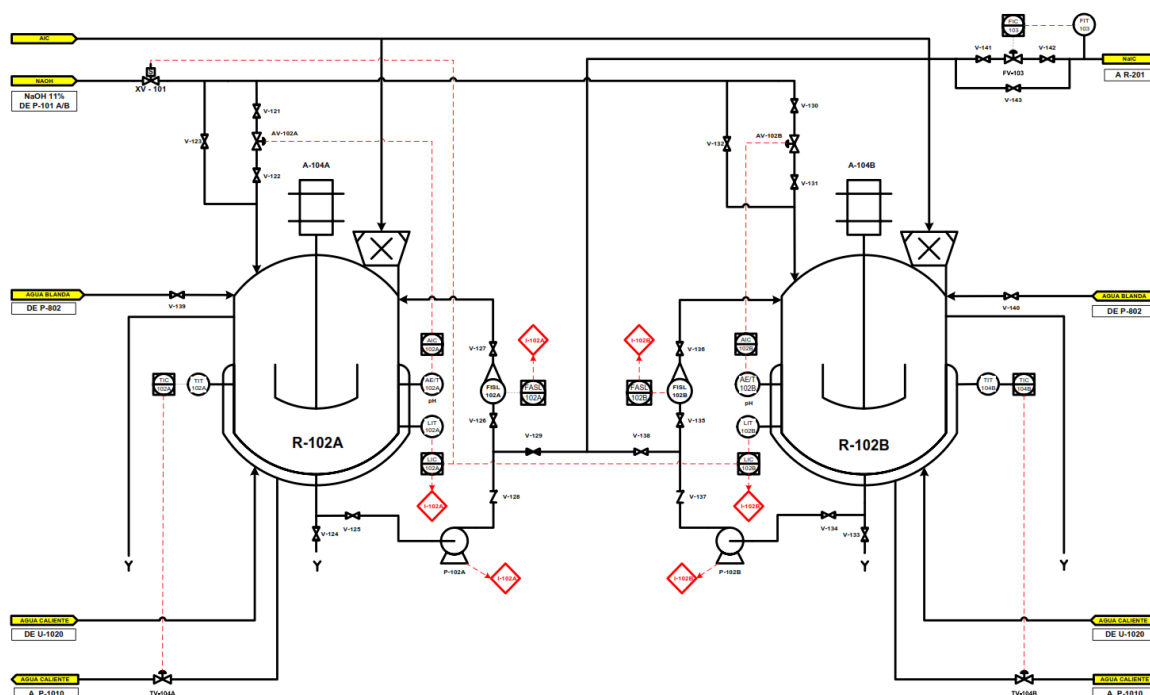 AIC
NAOH
NaOH 11%
DE P-101 A/B
XV - 101
V-121
V-123
AV-102A
V-122
A-104A
AGUA BLANDA
DE P-802
V-139
TIC
102A
TIT
102A
R-102A
AIC
102A
AE/T
102A
pH
LIT
102A
LIC
102A
I-102A
V-124
V-125
P-102A
I-102A
V-127
FISL
102A
V-126
I-102A
FASL
102A
V-128
V-129
V-138
I-102B
FASL
102B
V-136
FISL
102B
V-135
V-137
P-102B
I-102B
AIC
102B
AE/T
102B
pH
LIT
102B
LIC
102B
I-102B
V-134
V-133
R-102B
V-130
V-132
AV-102B
V-131
A-104B
FIC
103
FIT
103
V-141
V-142
FV-103
V-143
NaIC
A R-201
AGUA BLANDA
DE P-802
V-140
TIT
104B
TIC
104B
AGUA CALIENTE
DE U-1020
AGUA CALIENTE
A P-1010
TV-104A
AGUA CALIENTE
DE U-1020
AGUA CALIENTE
A P-1010
TV-104B